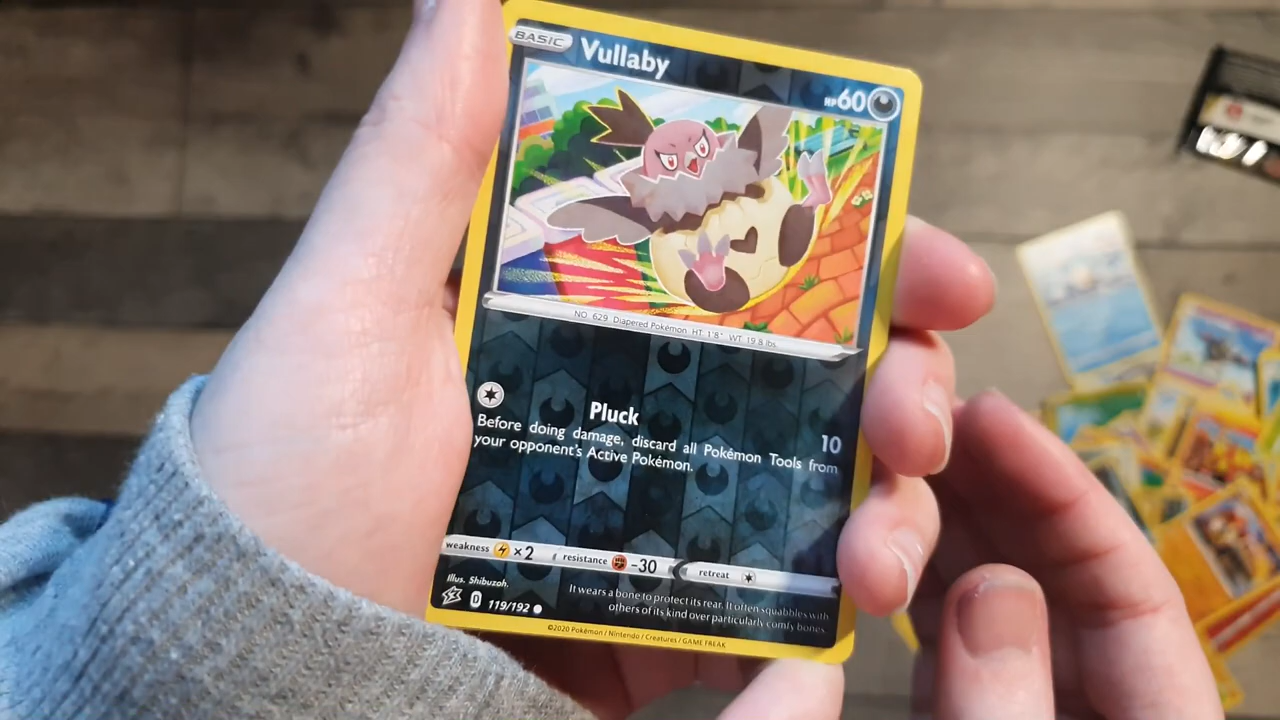 BASIC
Vullaby
HP60
NO. 629 Diapered Pokémon HT: 1'8" WT: 19.8 lbs.
Pluck
10
Before doing damage, discard all Pokémon Tools from
your opponent's Active Pokémon.
weakness ×2 resistance -30 retreat
Illus. Shibuzoh.
It wears a bone to protect its rear. It often squabbles with
others of its kind over particularly comfy bones.
D 119/192
©2020 Pokémon / Nintendo / Creatures / GAME FREAK